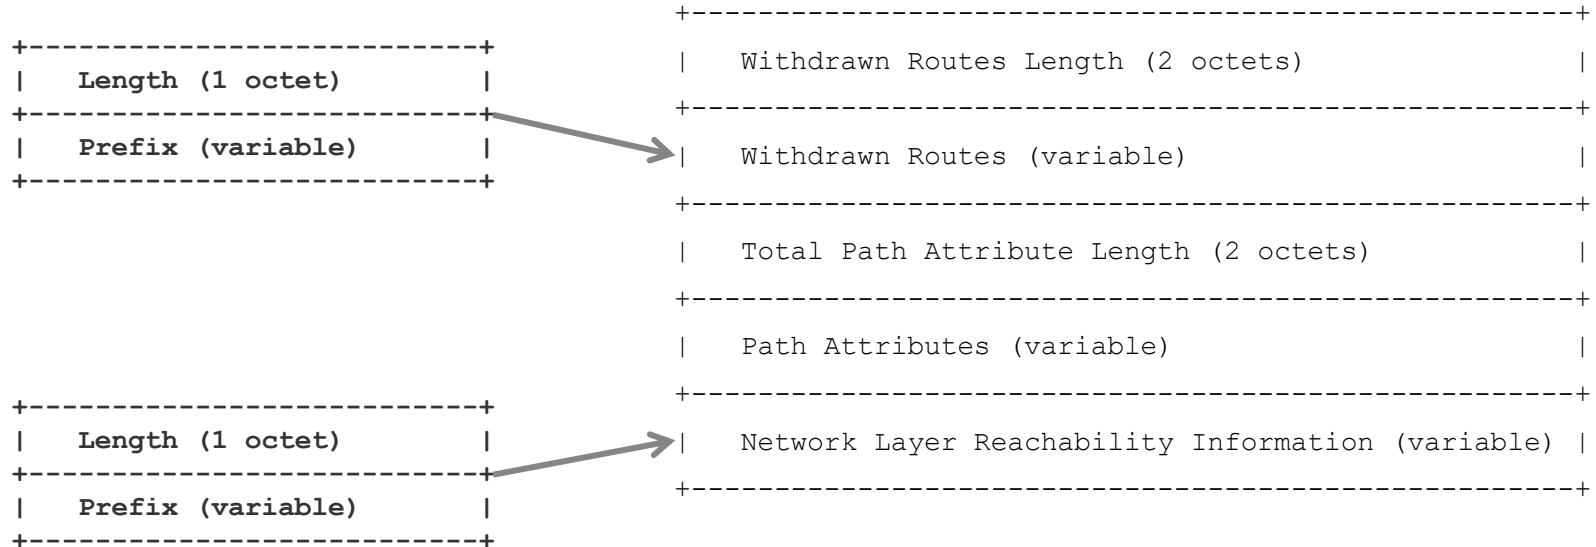 +---------------------------+
|   Length (1 octet)        |
+---------------------------+
|   Prefix (variable)       |
+---------------------------+
+---------------------------+
|   Length (1 octet)        |
+---------------------------+
|   Prefix (variable)       |
+---------------------------+
+-----------------------------------------------------+
|   Withdrawn Routes Length (2 octets)                |
+-----------------------------------------------------+
|   Withdrawn Routes (variable)                       |
+-----------------------------------------------------+
|   Total Path Attribute Length (2 octets)            |
+-----------------------------------------------------+
|   Path Attributes (variable)                        |
+-----------------------------------------------------+
|   Network Layer Reachability Information (variable) |
+-----------------------------------------------------+